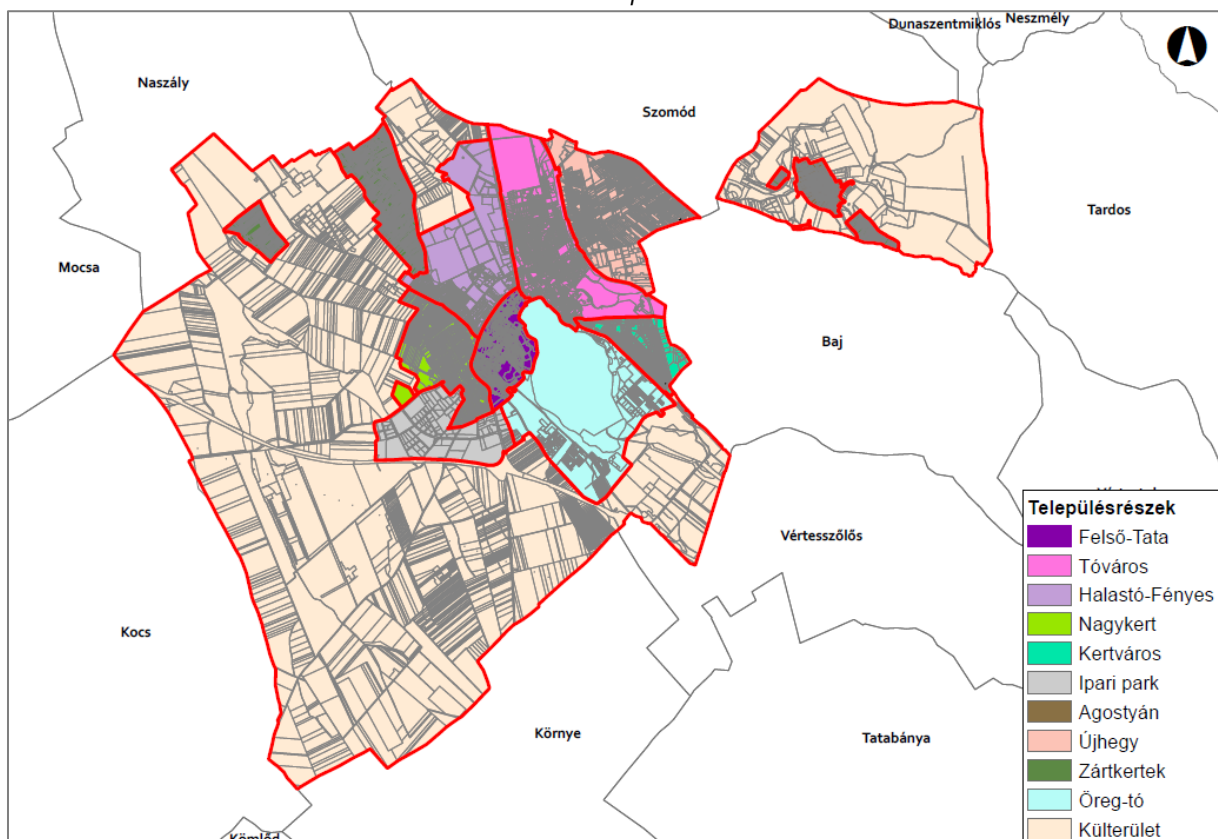 Dunaszentmiklós
Neszmély
Naszály
Szomód
Tardos
Mocsa
Baj
Vértesszőlős
Kocs
Környe
Tatabánya
Kömlőd
Településrészek
Felső-Tata
Tóváros
Halastó-Fényes
Nagykert
Kertváros
Ipari park
Agostyán
Újhegy
Zártkertek
Öreg-tó
Külterület